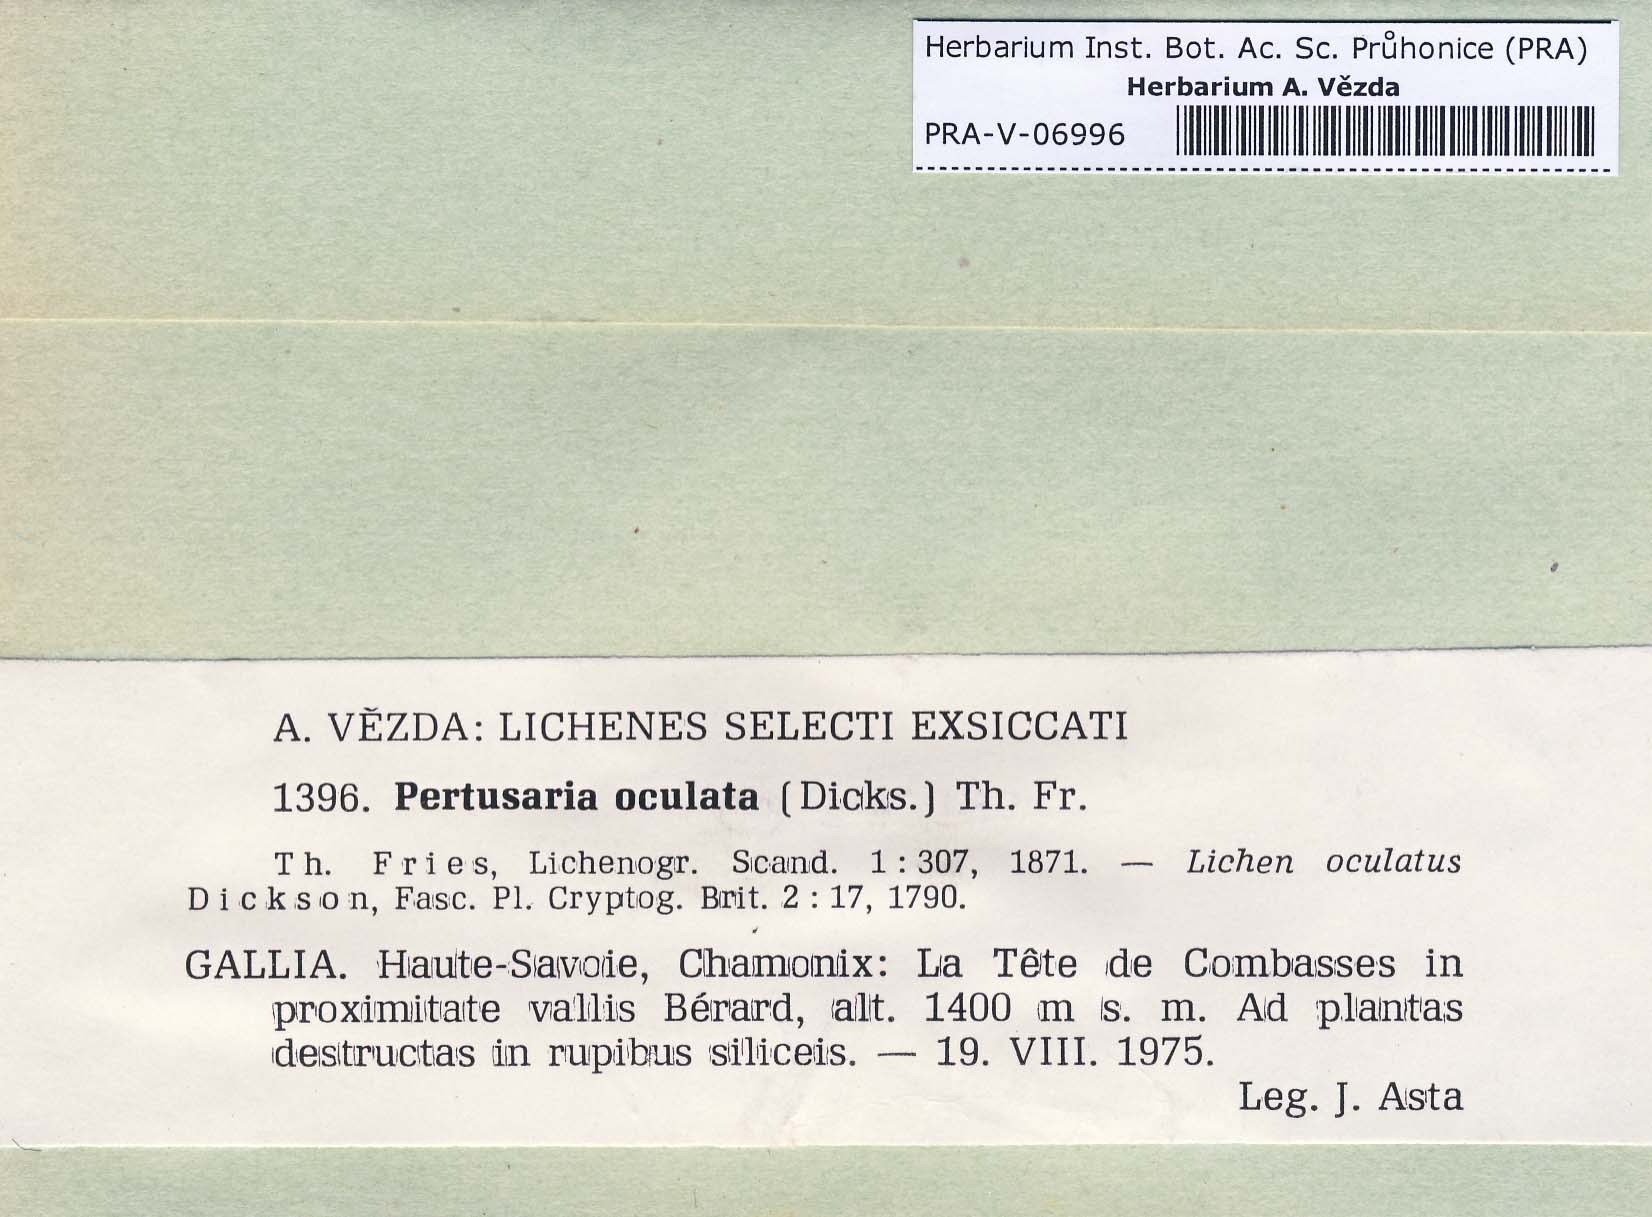 Herbarium Inst. Bot. Ac. Sc. Průhonice (PRA)
Herbarium A. Vězda
PRA-V-06996
A. VĚZDA: LICHENES SELECTI EXSICCATI
1396. Pertusaria oculata (Dicks.) Th. Fr.
Th. Fries, Lichenogr. Scand. 1 : 307, 1871. — Lichen oculatus
Dickson, Fasc. Pl. Cryptog. Brit. 2 : 17, 1790.
GALLIA. Haute-Savoie, Chamonix: La Tête de Combasses in
proximitate vallis Bérard, alt. 1400 m s. m. Ad plantas
destructas in rupibus siliceis. — 19. VIII. 1975.
Leg. J. Asta